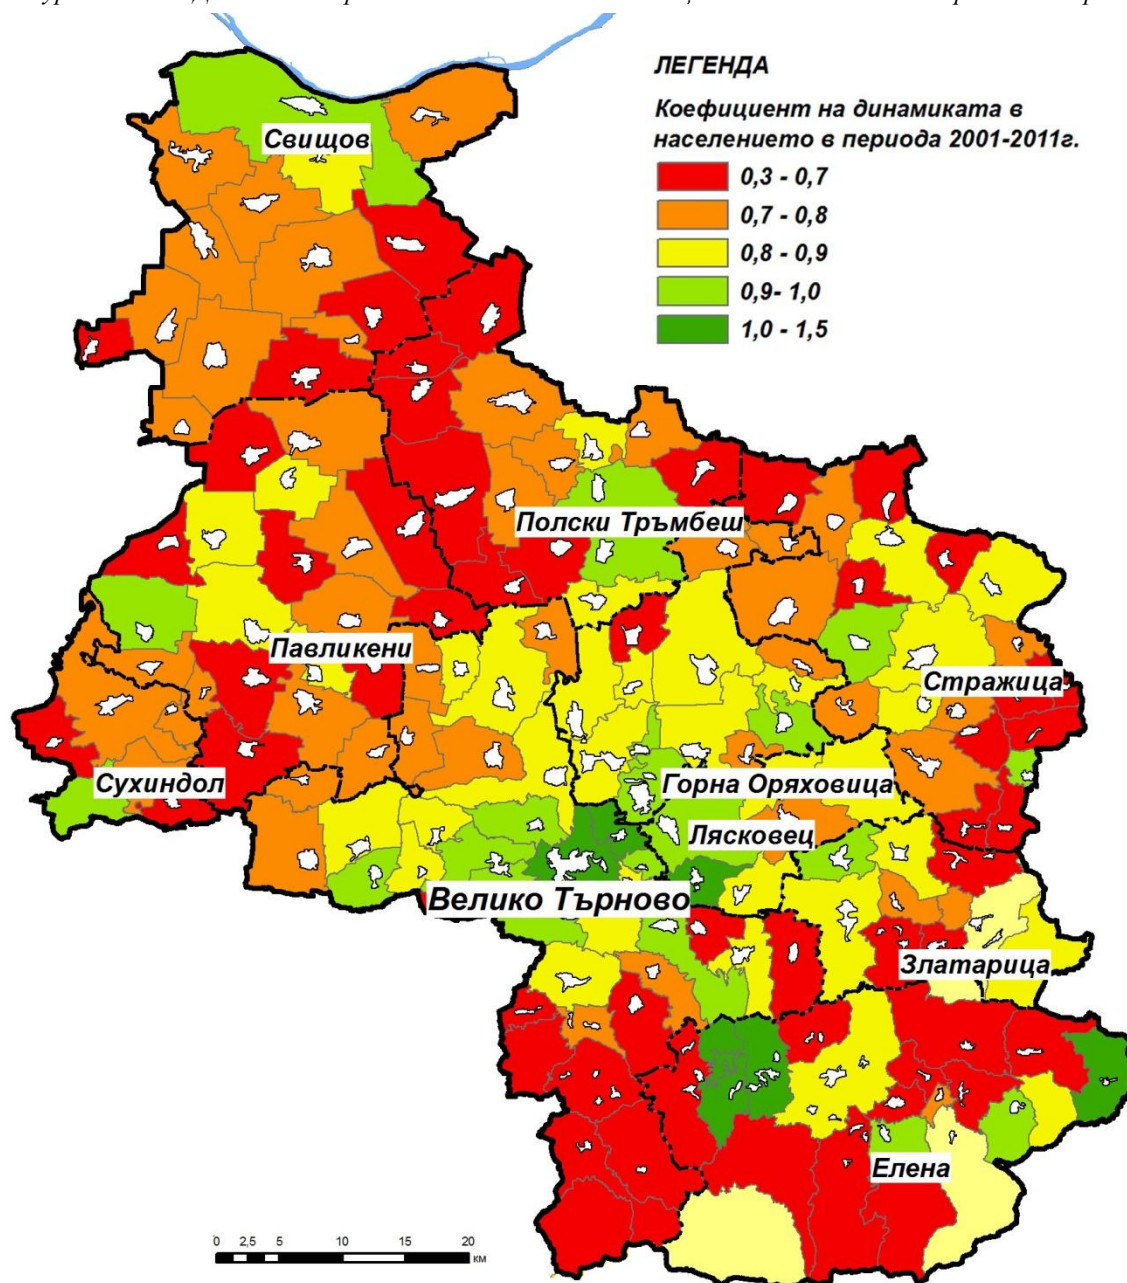 ЛЕГЕНДА
Коефициент на динамиката в
населението в периода 2001-2011г.
0,3 - 0,7
0,7 - 0,8
0,8 - 0,9
0,9- 1,0
1,0 - 1,5
Свищов
Полски Тръмбеш
Павликени
Стражица
Сухиндол
Горна Оряховица
Лясковец
Велико Търново
Златарица
Елена
0 2,5 5 10 15 20
км